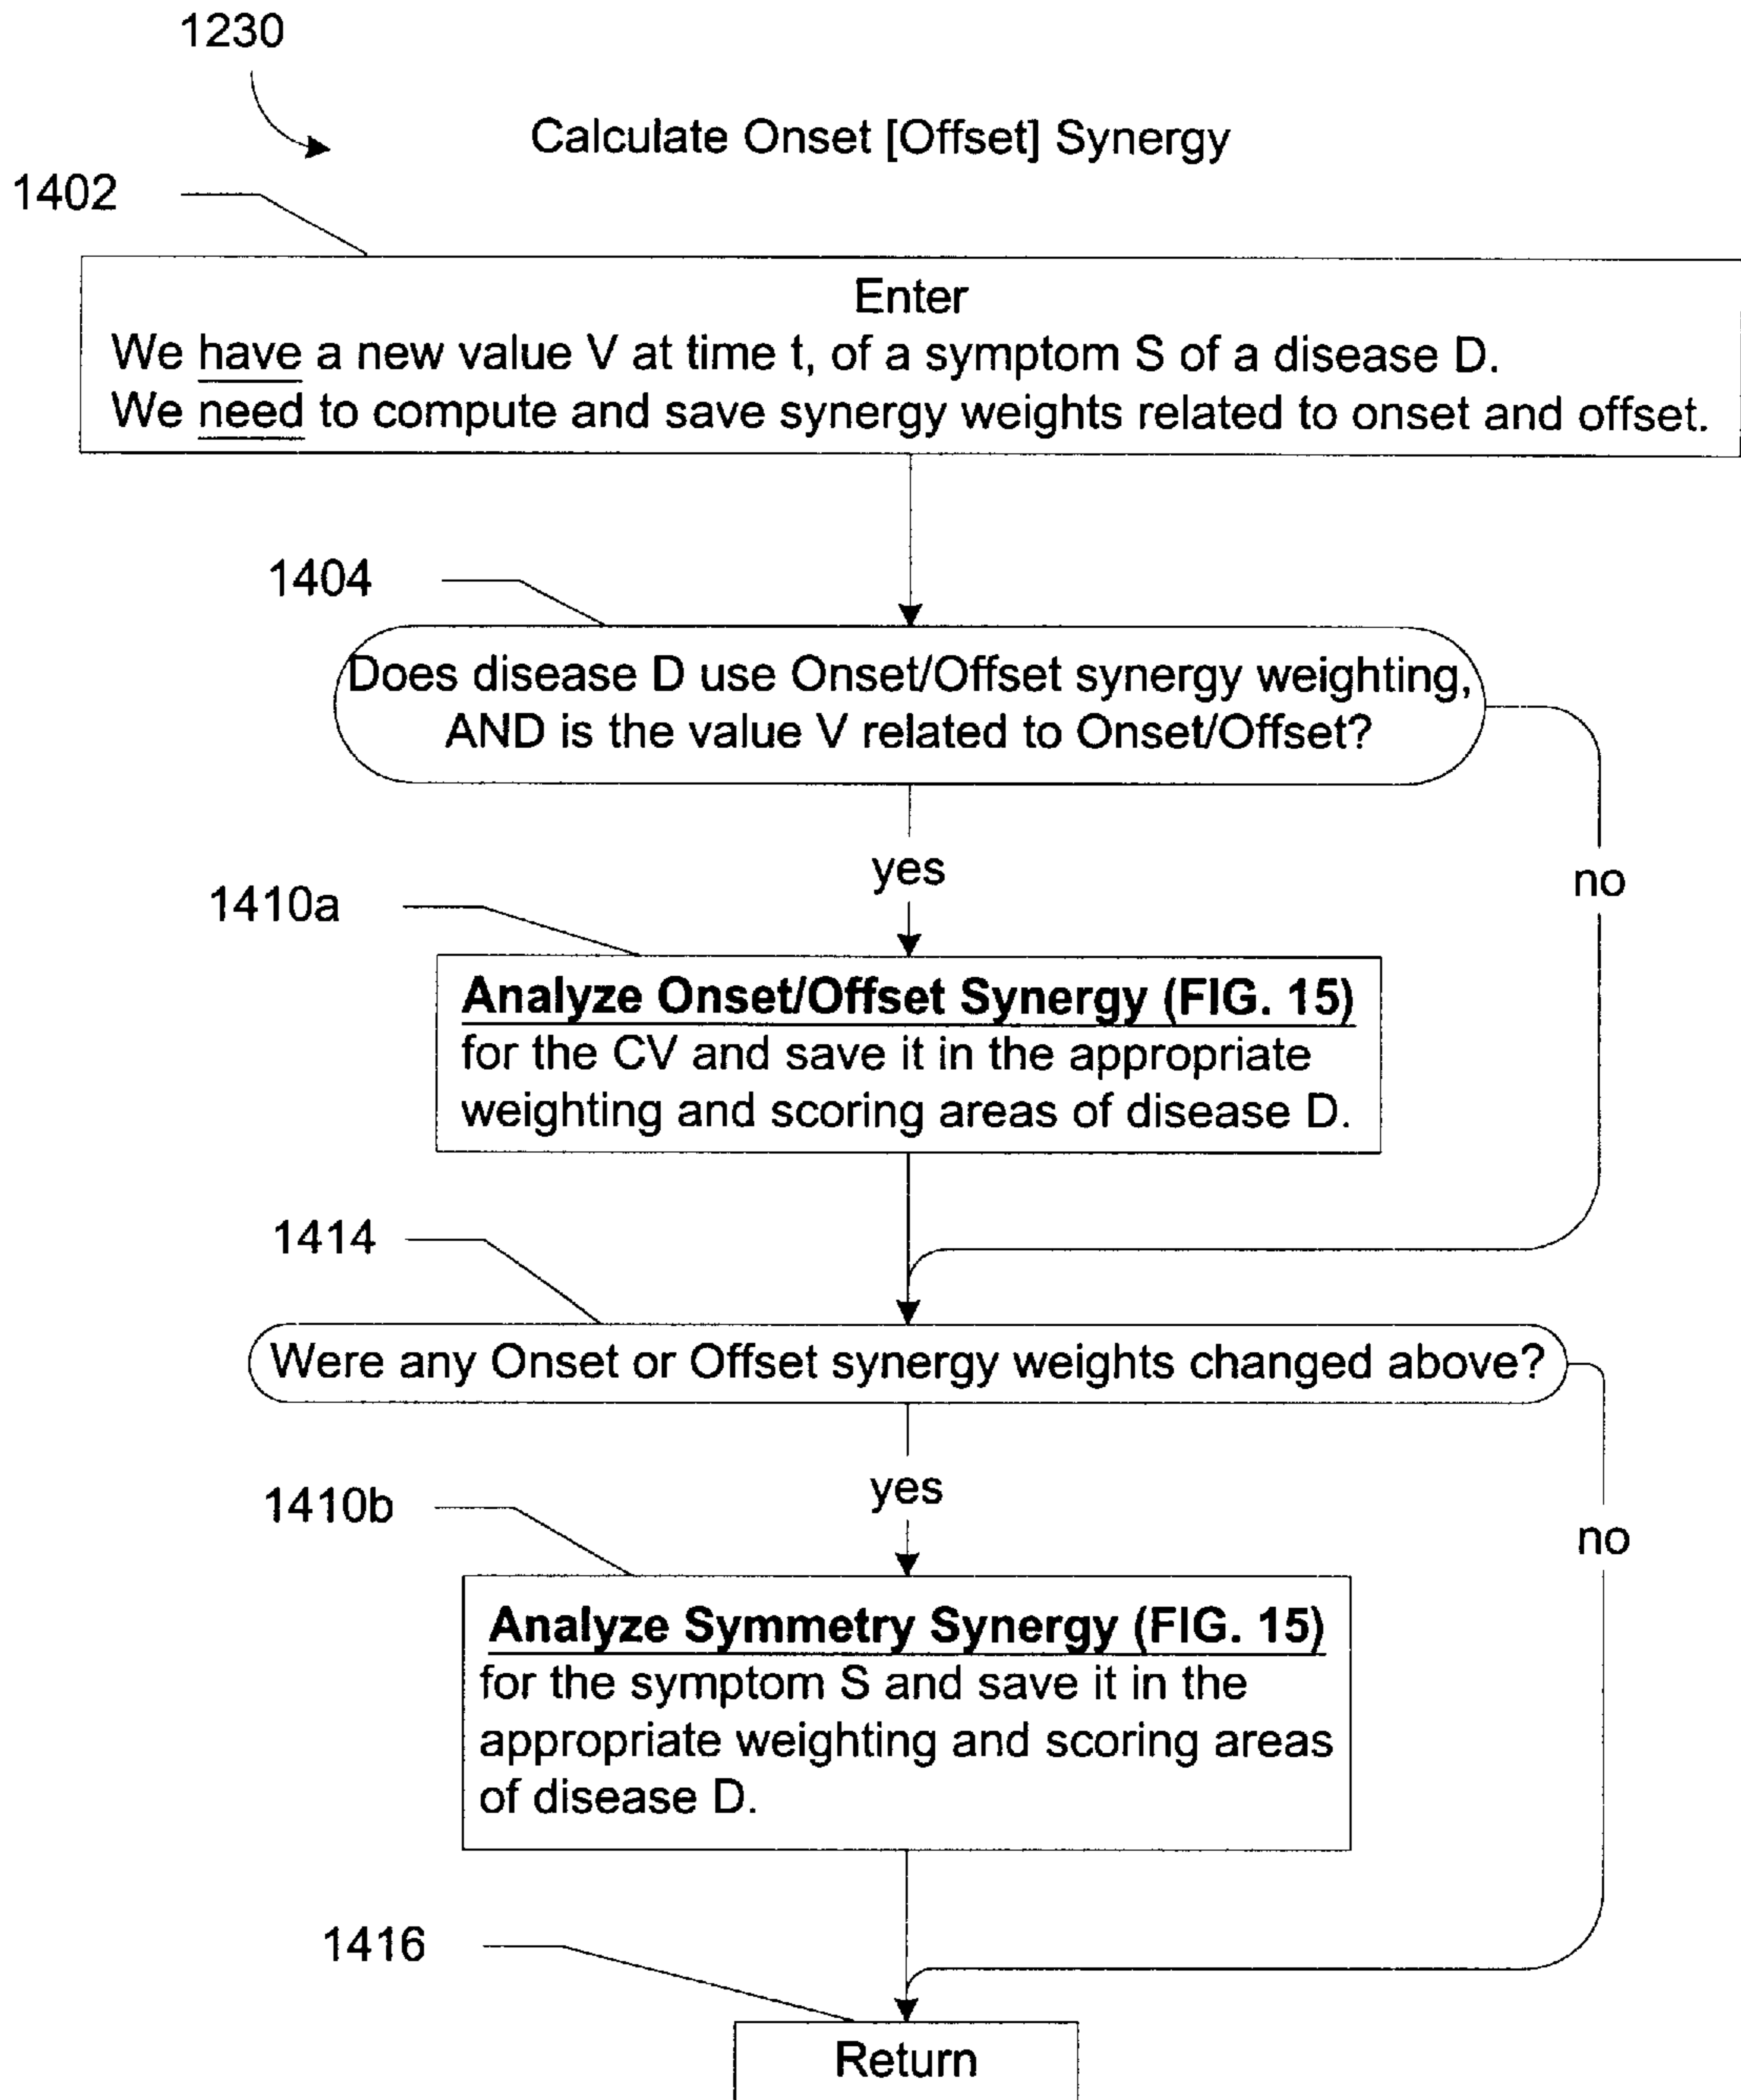 1230
Calculate Onset [Offset] Synergy
1402
Enter
We have a new value V at time t, of a symptom S of a disease D.
We need to compute and save synergy weights related to onset and offset.
1404
Does disease D use Onset/Offset synergy weighting,
AND is the value V related to Onset/Offset?
yes
no
1410a
Analyze Onset/Offset Synergy (FIG. 15)
for the CV and save it in the appropriate
weighting and scoring areas of disease D.
1414
Were any Onset or Offset synergy weights changed above?
yes
no
1410b
Analyze Symmetry Synergy (FIG. 15)
for the symptom S and save it in the
appropriate weighting and scoring areas
of disease D.
1416
Return